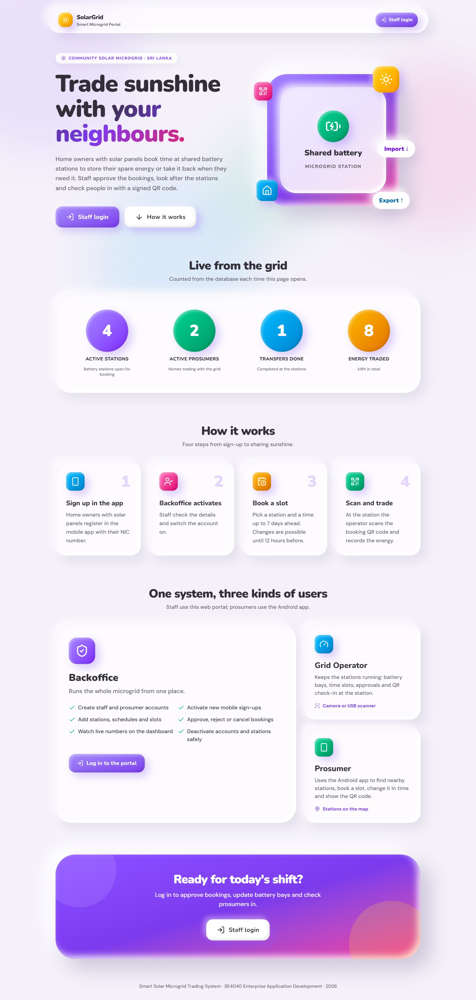 SolarGrid
Smart Microgrid Portal
Staff login
COMMUNITY SOLAR MICROGRID · SRI LANKA
Trade sunshine
with your
neighbours.
Home owners with solar panels book time at shared battery
stations to store their spare energy or take it back when they
need it. Staff approve the bookings, look after the stations
and check people in with a signed QR code.
Staff login
How it works
Shared battery
MICROGRID STATION
Import ↓
Export ↑
Live from the grid
Counted from the database each time this page opens.
4
ACTIVE STATIONS
Battery stations open for
booking
2
ACTIVE PROSUMERS
Homes trading with the grid
1
TRANSFERS DONE
Completed at the stations
8
ENERGY TRADED
kWh in total
How it works
Four steps from sign-up to sharing sunshine.
1
Sign up in the app
Home owners with solar
panels register in the
mobile app with their NIC
number.
2
Backoffice activates
Staff check the details
and switch the account
on.
3
Book a slot
Pick a station and a time
up to 7 days ahead.
Changes are possible
until 12 hours before.
4
Scan and trade
At the station the
operator scans the
booking QR code and
records the energy.
One system, three kinds of users
Staff use this web portal; prosumers use the Android app.
Backoffice
Runs the whole microgrid from one place.
Create staff and prosumer accounts
Activate new mobile sign-ups
Add stations, schedules and slots
Approve, reject or cancel bookings
Watch live numbers on the dashboard
Deactivate accounts and stations
safely
Log in to the portal
Grid Operator
Keeps the stations running: battery
bays, time slots, approvals and QR
check-in at the station.
Camera or USB scanner
Prosumer
Uses the Android app to find nearby
stations, book a slot, change it in time
and show the QR code.
Stations on the map
Ready for today's shift?
Log in to approve bookings, update battery bays and check
prosumers in.
Staff login
Smart Solar Microgrid Trading System · SE4040 Enterprise Application Development · 2026